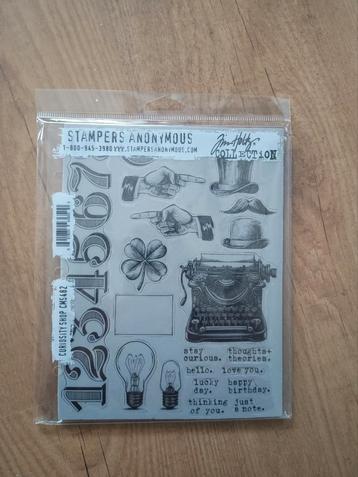 STAMPERS ANONYMOUS
1-800-945-3980 XXX.STAMPERSANONYMOUS.COM
Tim Holtz
COLLECTION
CURIOSITY SHOP CMS482
1234567
stay curious.
thoughts+ theories.
hello.
love you.
lucky day.
happy birthday.
thinking of you.
just a note.